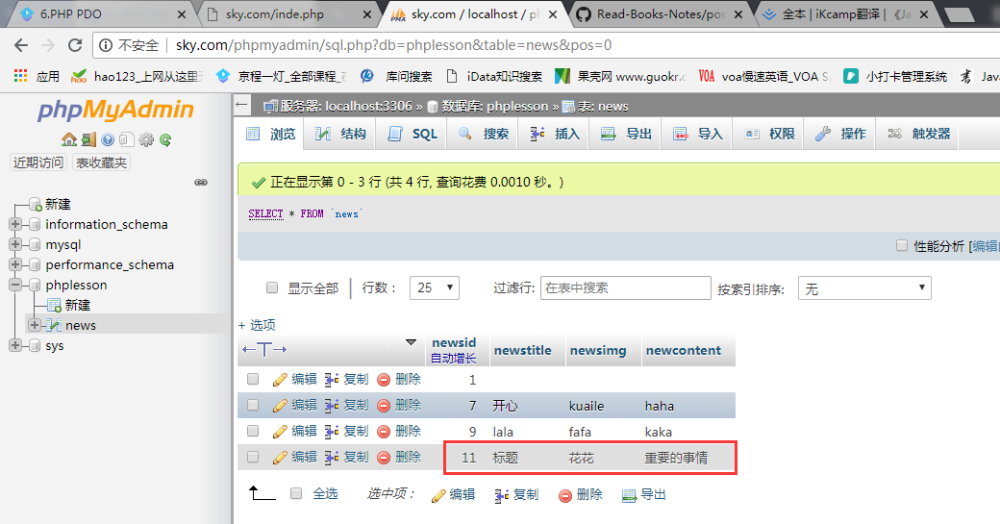 6.PHP PDO
sky.com/inde.php
sky.com / localhost / ph
Read-Books-Notes/pos
全本 | iKcamp翻译 | 《Ja
不安全 | sky.com/phpmyadmin/sql.php?db=phplesson&table=news&pos=0
应用 hao123_上网从这里 京程一灯_全部课程_ 库问搜索 iData知识搜索 果壳网 www.guokr.c VOA voa慢速英语_VOA S 小打卡管理系统 Java
phpMyAdmin
近期访问 表收藏夹
新建
information_schema
mysql
performance_schema
phplesson
新建
news
sys
服务器: localhost:3306 » 数据库: phplesson » 表: news
浏览 结构 SQL 搜索 插入 导出 导入 权限 操作 触发器
正在显示第 0 - 3 行 (共 4 行, 查询花费 0.0010 秒。)
SELECT * FROM `news`
性能分析 [编辑
显示全部 | 行数： 25 过滤行: 在表中搜索 按索引排序: 无
+ 选项
newsid 自动增长 newstitle newsimg newcontent
编辑 复制 删除 1
编辑 复制 删除 7 开心 kuaile haha
编辑 复制 删除 9 lala fafa kaka
编辑 复制 删除 11 标题 花花 重要的事情
全选 选中项： 编辑 复制 删除 导出